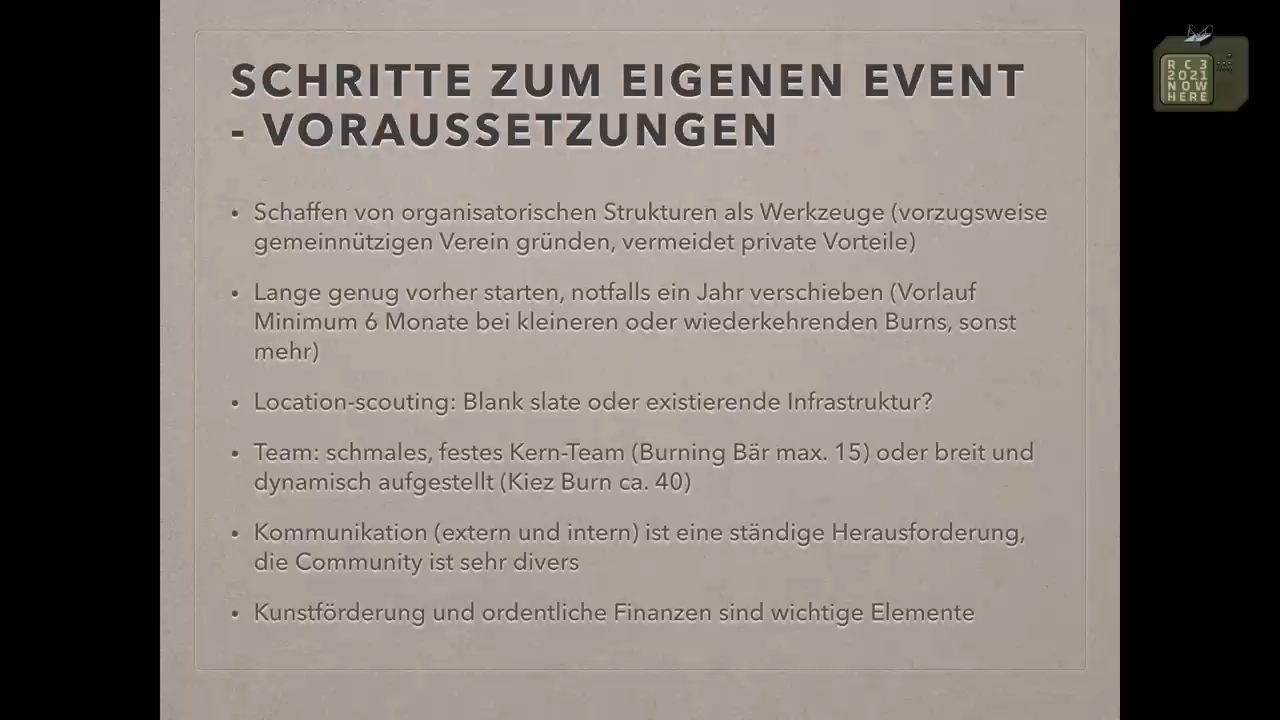 SCHRITTE ZUM EIGENEN EVENT
- VORAUSSETZUNGEN
• Schaffen von organisatorischen Strukturen als Werkzeuge (vorzugsweise
gemeinnützigen Verein gründen, vermeidet private Vorteile)
• Lange genug vorher starten, notfalls ein Jahr verschieben (Vorlauf
Minimum 6 Monate bei kleineren oder wiederkehrenden Burns, sonst
mehr)
• Location-scouting: Blank slate oder existierende Infrastruktur?
• Team: schmales, festes Kern-Team (Burning Bär max. 15) oder breit und
dynamisch aufgestellt (Kiez Burn ca. 40)
• Kommunikation (extern und intern) ist eine ständige Herausforderung,
die Community ist sehr divers
• Kunstförderung und ordentliche Finanzen sind wichtige Elemente
RC3
2021
NOW
HERE